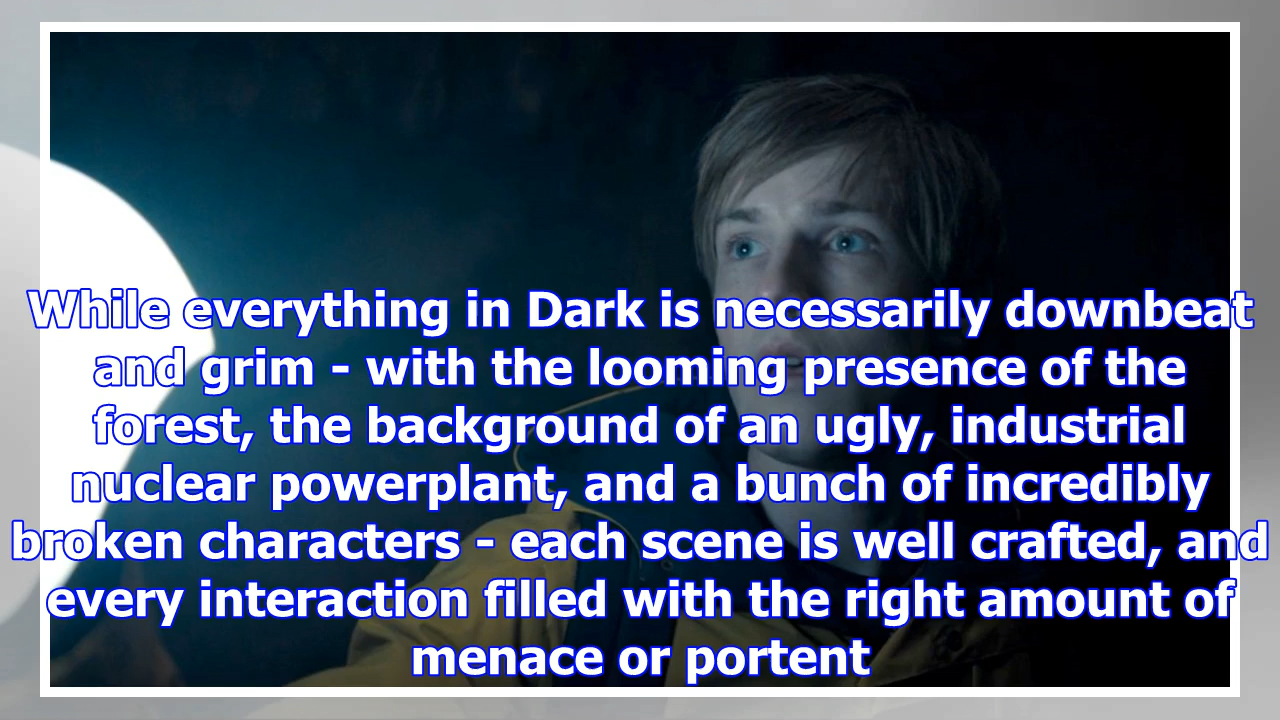 While everything in Dark is necessarily downbeat
and grim - with the looming presence of the
forest, the background of an ugly, industrial
nuclear powerplant, and a bunch of incredibly
broken characters - each scene is well crafted, and
every interaction filled with the right amount of
menace or portent